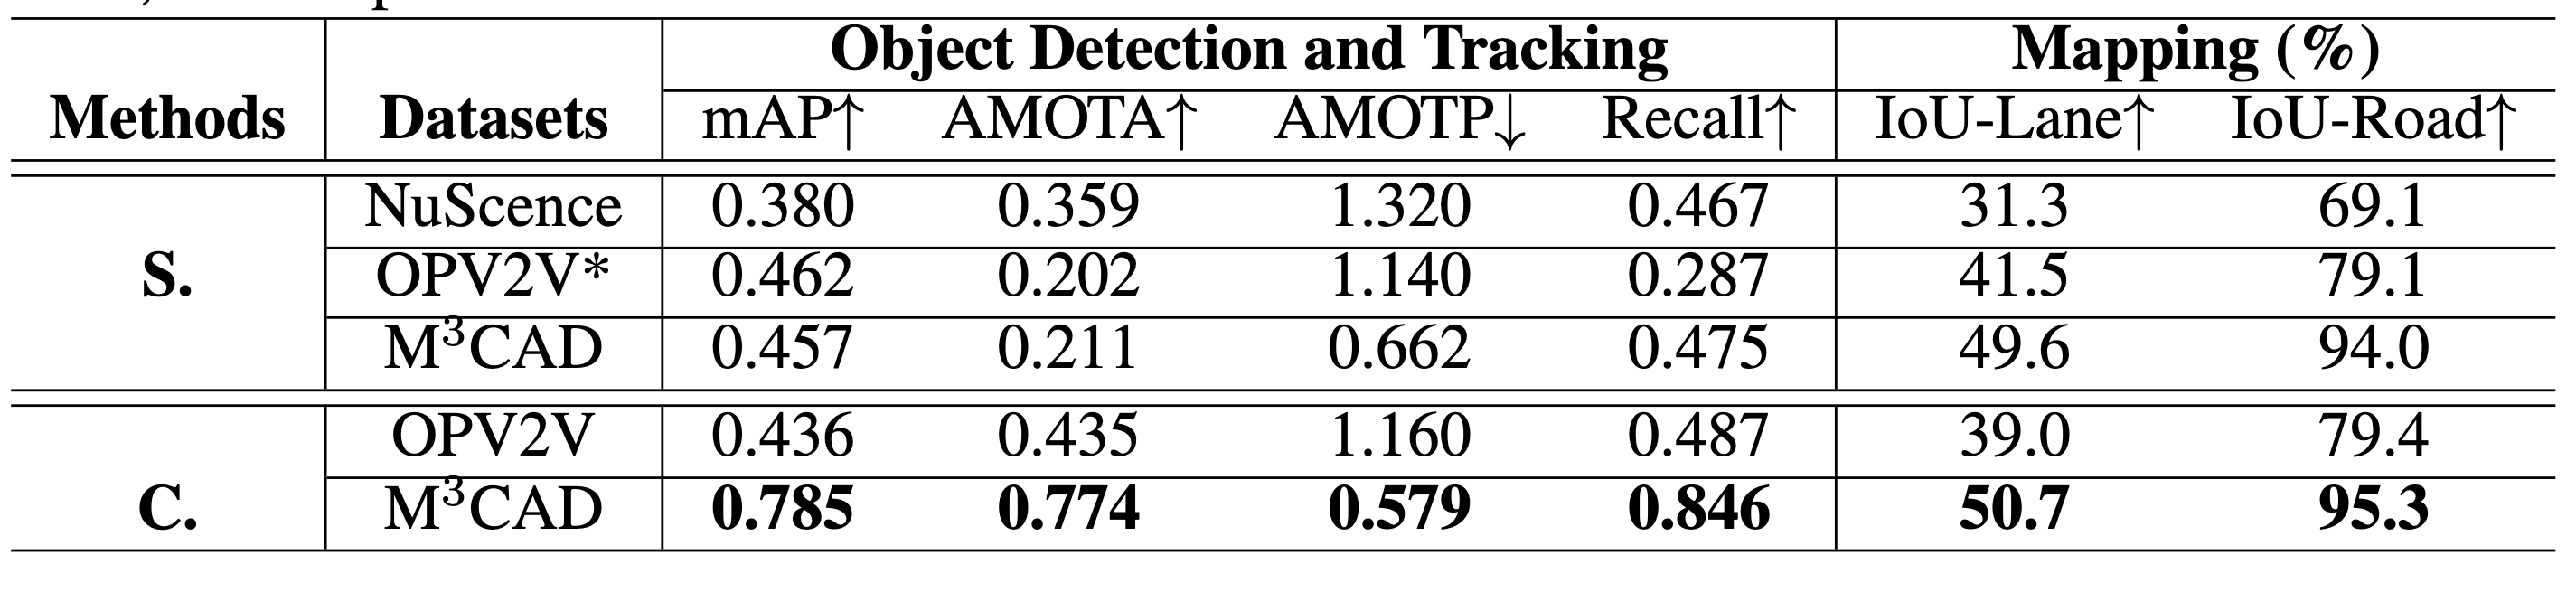 Object Detection and Tracking Mapping (%)
Methods Datasets mAP↑ AMOTA↑ AMOTP↓ Recall↑ IoU-Lane↑ IoU-Road↑
NuScence 0.380 0.359 1.320 0.467 31.3 69.1
S. OPV2V* 0.462 0.202 1.140 0.287 41.5 79.1
M³CAD 0.457 0.211 0.662 0.475 49.6 94.0
OPV2V 0.436 0.435 1.160 0.487 39.0 79.4
C. M³CAD 0.785 0.774 0.579 0.846 50.7 95.3